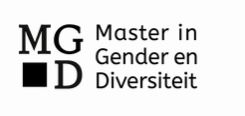 MG
D
Master in
Gender en
Diversiteit